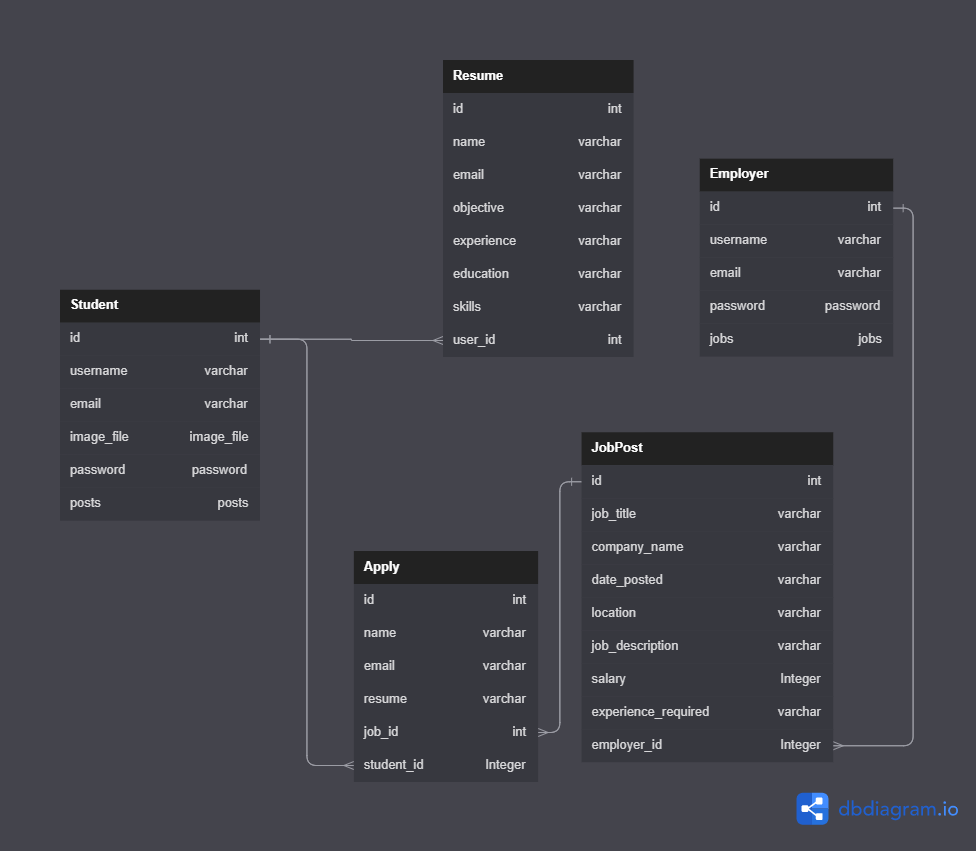 Resume
id int
name varchar
email varchar
objective varchar
experience varchar
education varchar
skills varchar
user_id int
Employer
id int
username varchar
email varchar
password password
jobs jobs
Student
id int
username varchar
email varchar
image_file image_file
password password
posts posts
JobPost
id int
job_title varchar
company_name varchar
date_posted varchar
location varchar
job_description varchar
salary Integer
experience_required varchar
employer_id Integer
Apply
id int
name varchar
email varchar
resume varchar
job_id int
student_id Integer
dbdiagram.io